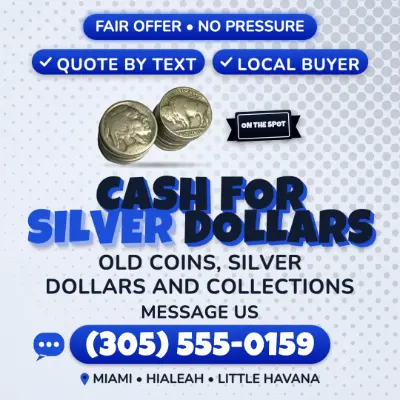 FAIR OFFER • NO PRESSURE
✓ QUOTE BY TEXT
✓ LOCAL BUYER
ON THE SPOT
CASH FOR
SILVER DOLLARS
OLD COINS, SILVER
DOLLARS AND COLLECTIONS
MESSAGE US
(305) 555-0159
MIAMI • HIALEAH • LITTLE HAVANA